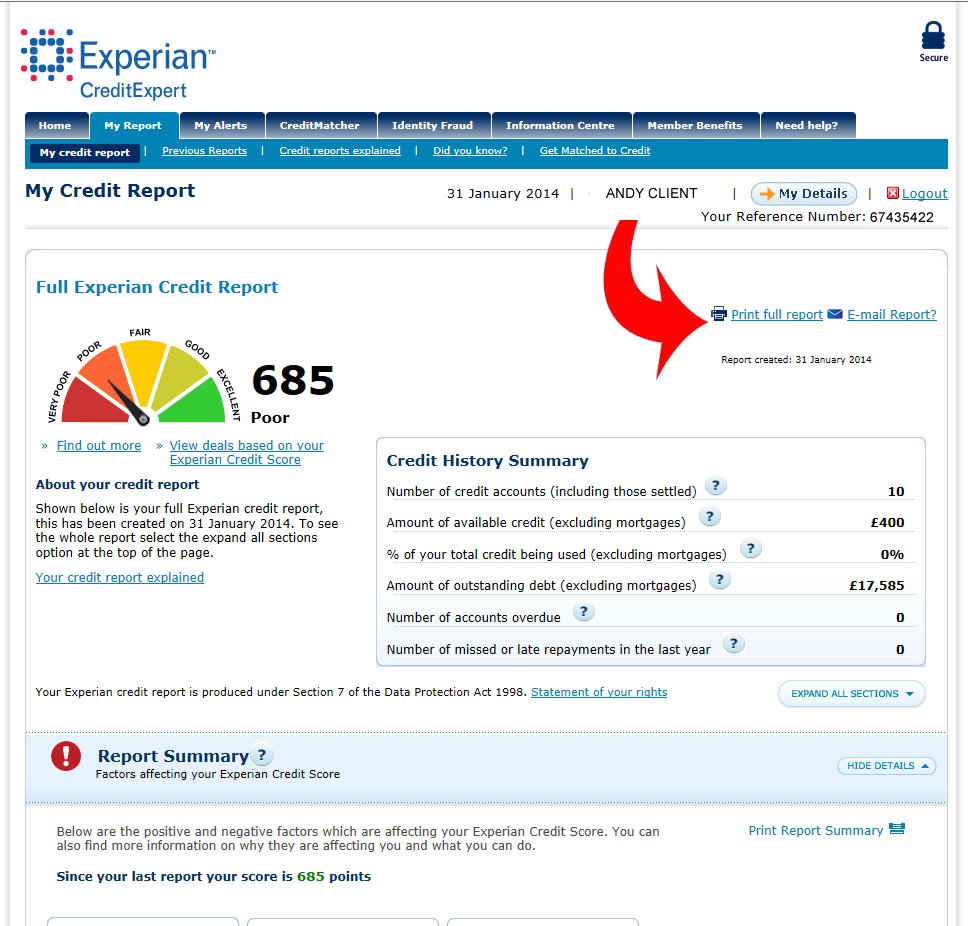 Experian™
CreditExpert
Secure
Home My Report My Alerts CreditMatcher Identity Fraud Information Centre Member Benefits Need help?
My credit report | Previous Reports | Credit reports explained | Did you know? | Get Matched to Credit
My Credit Report 31 January 2014 | ANDY CLIENT | My Details | Logout
Your Reference Number: 67435422
Full Experian Credit Report
Print full report E-mail Report?
Report created: 31 January 2014
VERY POOR POOR FAIR GOOD EXCELLENT
685
Poor
» Find out more » View deals based on your
Experian Credit Score
About your credit report
Shown below is your full Experian credit report,
this has been created on 31 January 2014. To see
the whole report select the expand all sections
option at the top of the page.
Your credit report explained
Credit History Summary
Number of credit accounts (including those settled) ? 10
Amount of available credit (excluding mortgages) ? £400
% of your total credit being used (excluding mortgages) ? 0%
Amount of outstanding debt (excluding mortgages) ? £17,585
Number of accounts overdue ? 0
Number of missed or late repayments in the last year ? 0
Your Experian credit report is produced under Section 7 of the Data Protection Act 1998. Statement of your rights
EXPAND ALL SECTIONS
! Report Summary ?
Factors affecting your Experian Credit Score
HIDE DETAILS
Below are the positive and negative factors which are affecting your Experian Credit Score. You can
also find more information on why they are affecting you and what you can do.
Print Report Summary
Since your last report your score is 685 points